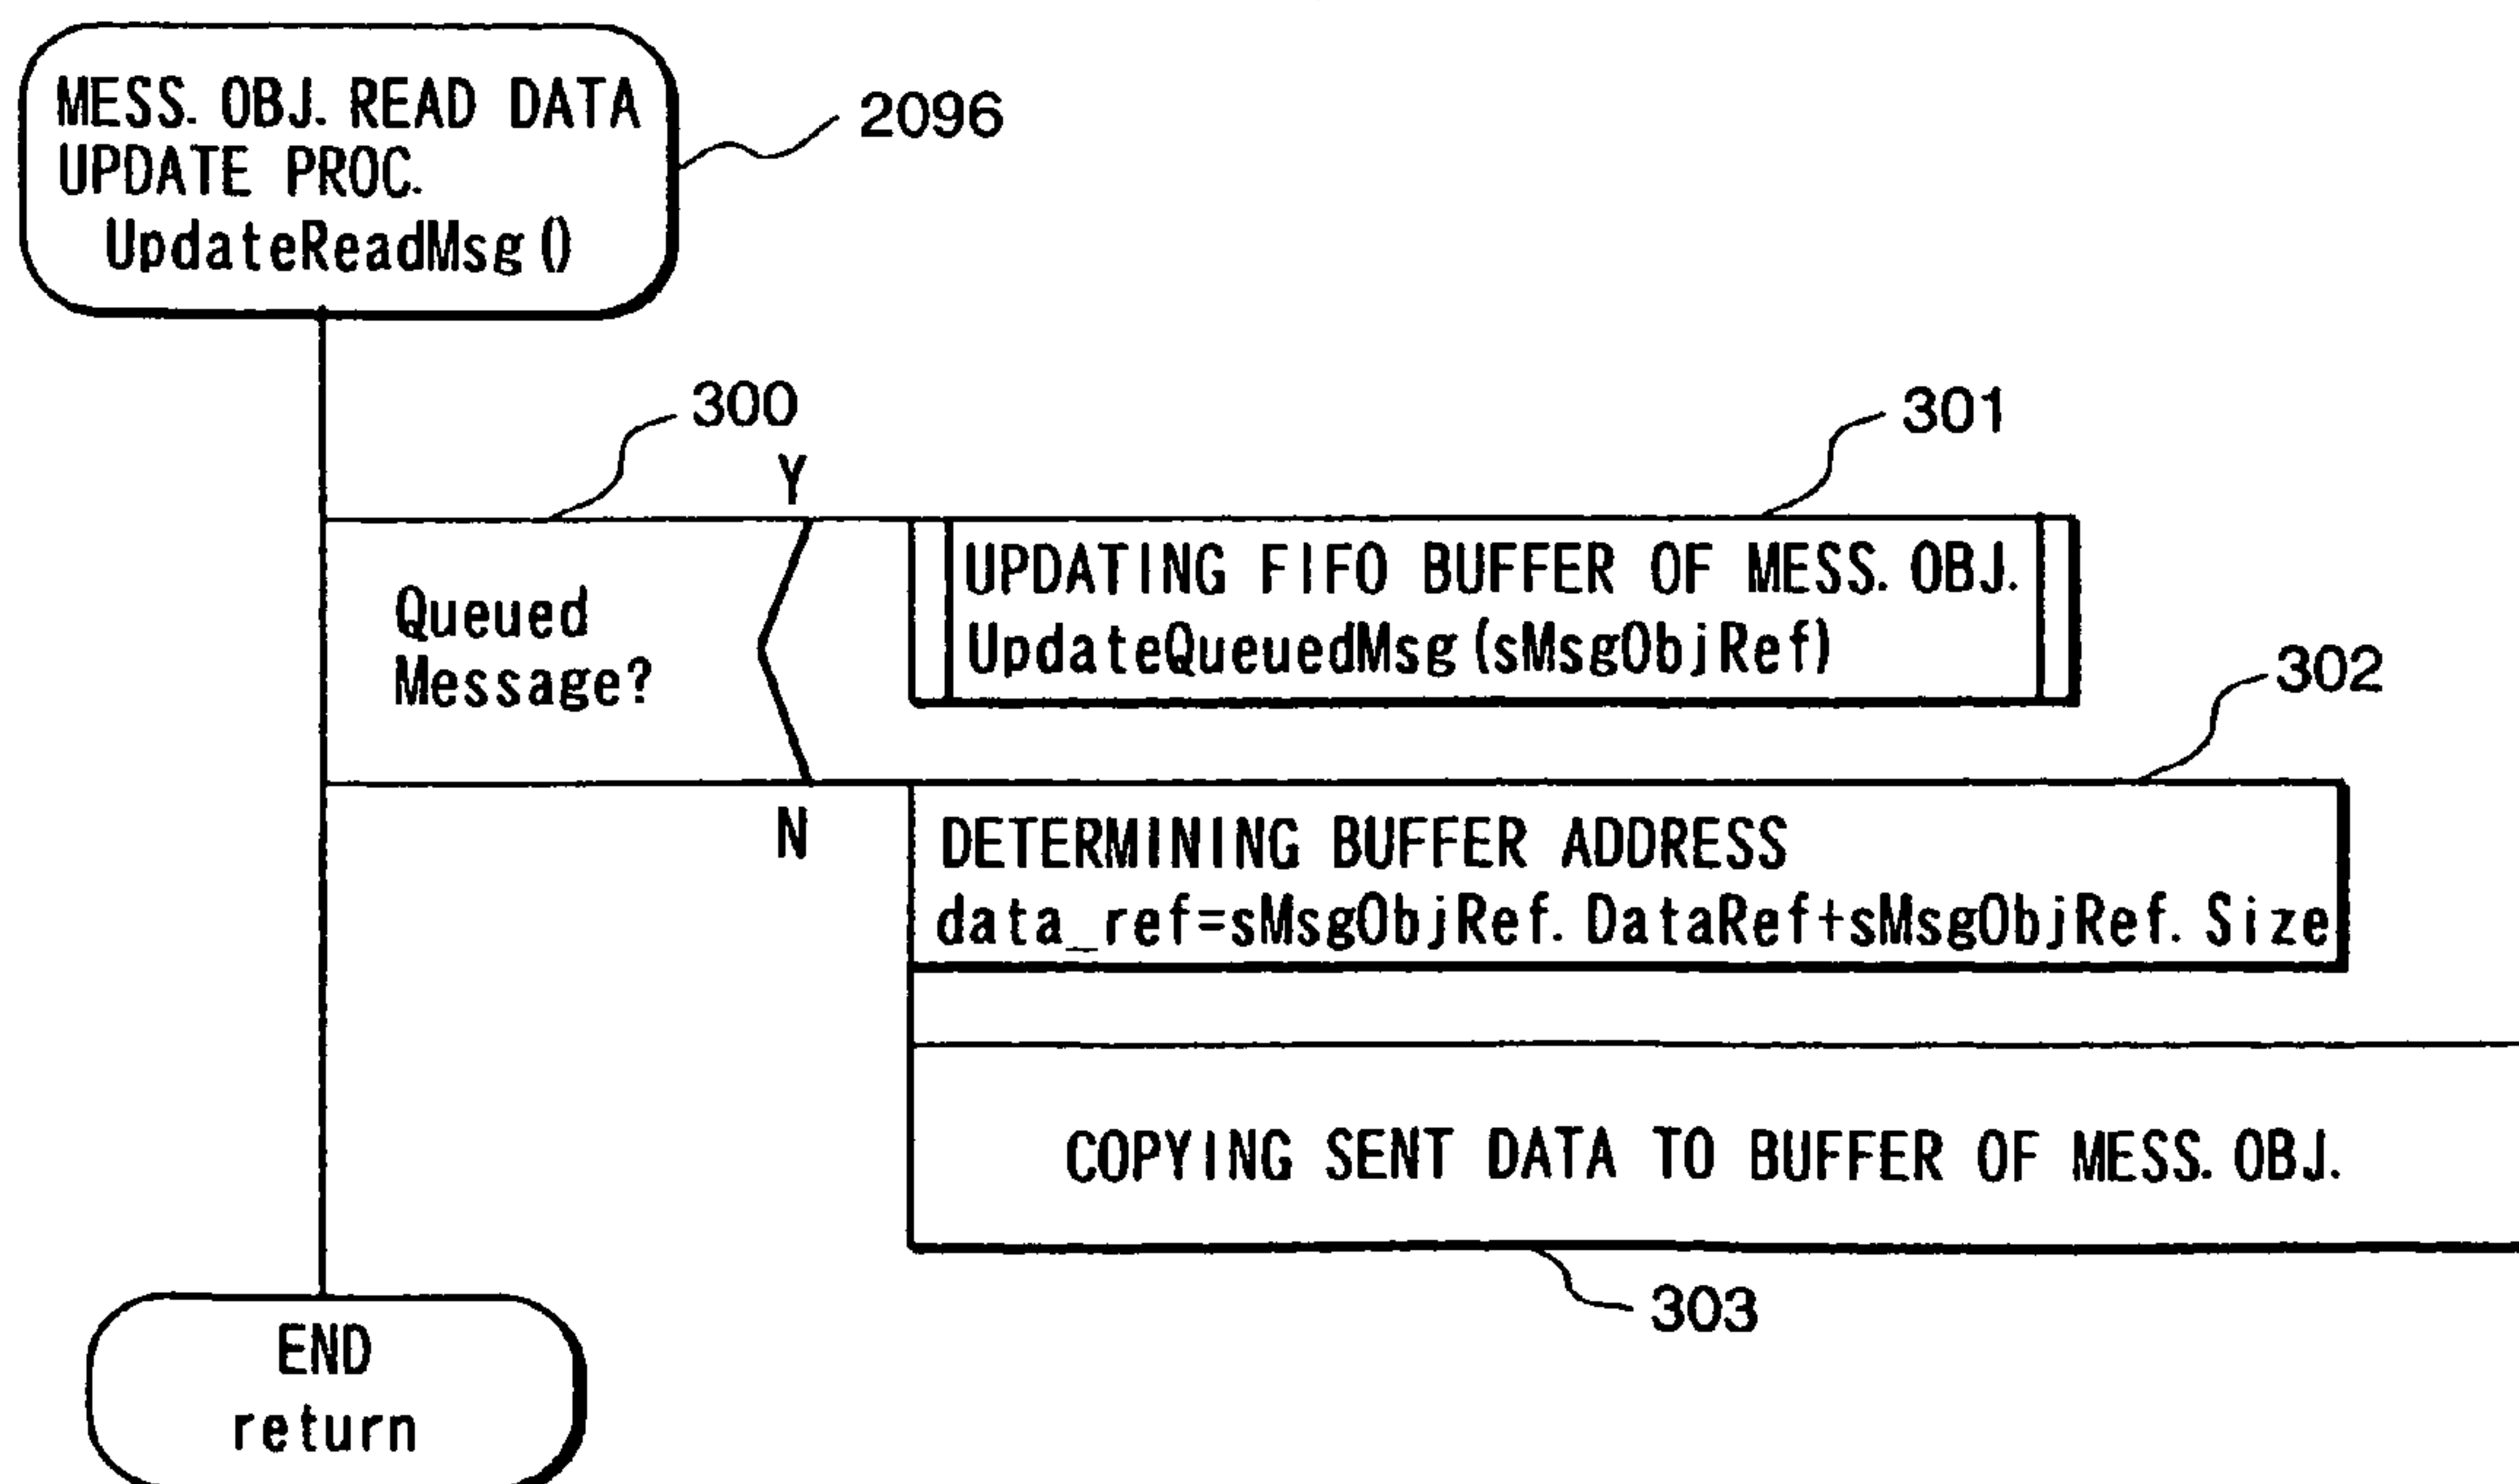 MESS. OBJ. READ DATA
UPDATE PROC.
UpdateReadMsg()
2096
300
301
Y
UPDATING FIFO BUFFER OF MESS. OBJ.
UpdateQueuedMsg(sMsgObjRef)
Queued
Message?
302
N
DETERMINING BUFFER ADDRESS
data_ref=sMsgObjRef. DataRef+sMsgObjRef. Size
COPYING SENT DATA TO BUFFER OF MESS. OBJ.
303
END
return